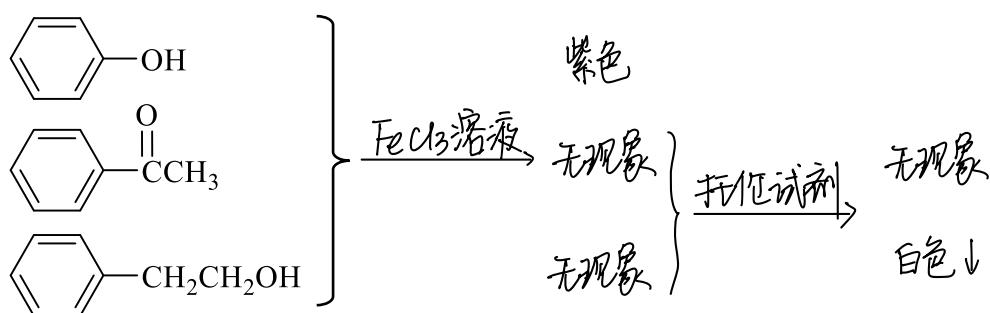 OH
O
CCH₃
CH₂CH₂OH
FeCl₃溶液
紫色
无现象
无现象
托伦试剂
无现象
白色↓